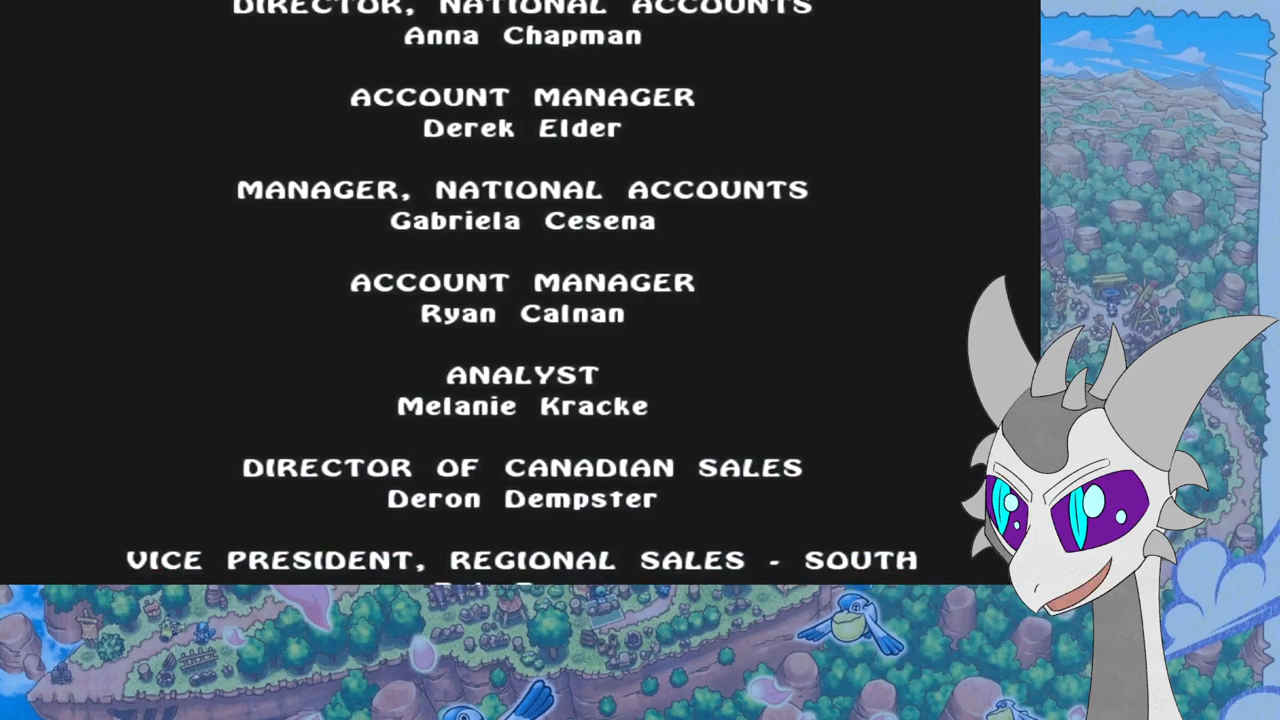 DIRECTOR, NATIONAL ACCOUNTS
Anna Chapman
ACCOUNT MANAGER
Derek Elder
MANAGER, NATIONAL ACCOUNTS
Gabriela Cesena
ACCOUNT MANAGER
Ryan Calnan
ANALYST
Melanie Kracke
DIRECTOR OF CANADIAN SALES
Deron Dempster
VICE PRESIDENT, REGIONAL SALES - SOUTH